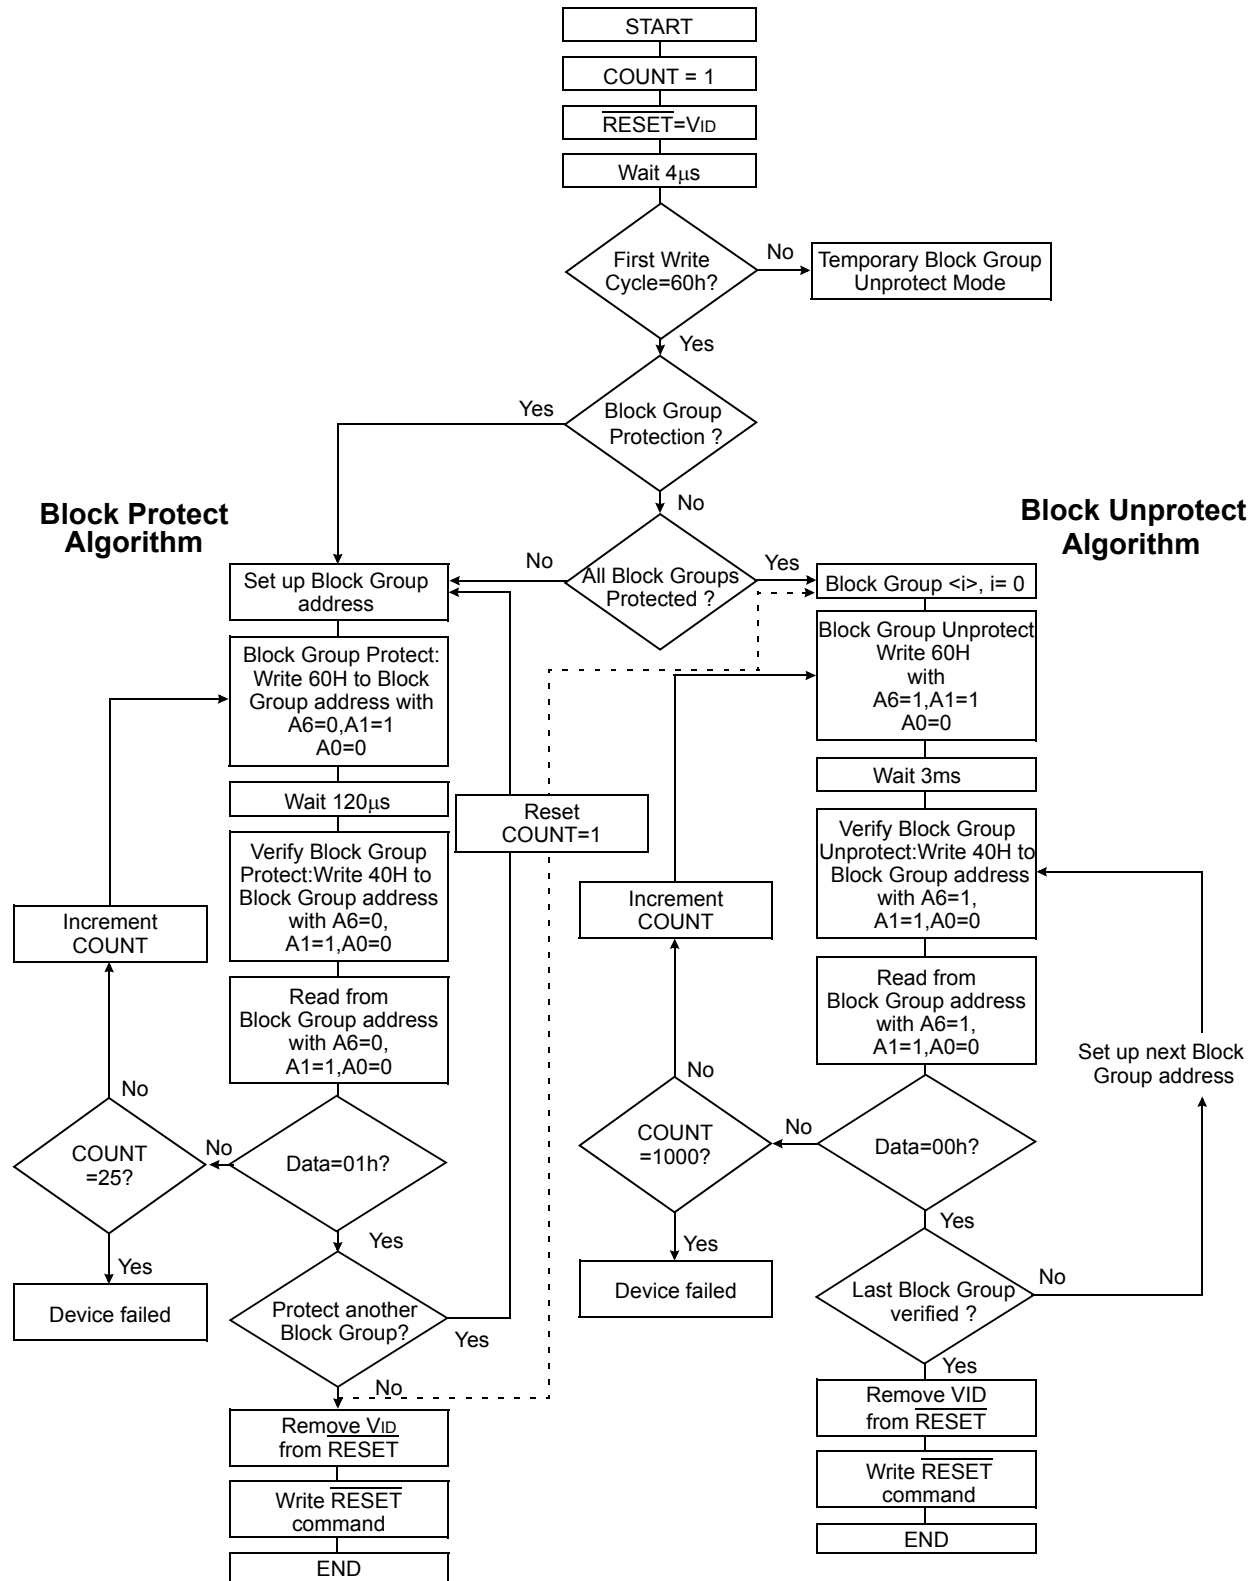 START
COUNT = 1
RESET=VID
Wait 4μs
First Write
Cycle=60h?
No
Temporary Block Group
Unprotect Mode
Yes
Block Group
Protection ?
Yes
No
Block Protect
Algorithm
Block Unprotect
Algorithm
All Block Groups
Protected ?
No
Yes
Set up Block Group
address
Block Group Protect:
Write 60H to Block
Group address with
A6=0,A1=1
A0=0
Wait 120μs
Reset
COUNT=1
Verify Block Group
Protect:Write 40H to
Block Group address
with A6=0,
A1=1,A0=0
Increment
COUNT
Read from
Block Group address
with A6=0,
A1=1,A0=0
No
COUNT
=25?
No
Data=01h?
Yes
Device failed
Yes
Protect another
Block Group?
Yes
No
Remove VID
from RESET
Write RESET
command
END
Block Group <i>, i= 0
Block Group Unprotect
Write 60H
with
A6=1,A1=1
A0=0
Wait 3ms
Verify Block Group
Unprotect:Write 40H to
Block Group address
with A6=1,
A1=1,A0=0
Increment
COUNT
Read from
Block Group address
with A6=1,
A1=1,A0=0
Set up next Block
Group address
No
COUNT
=1000?
No
Data=00h?
Yes
Device failed
Yes
Last Block Group
verified ?
No
Yes
Remove VID
from RESET
Write RESET
command
END